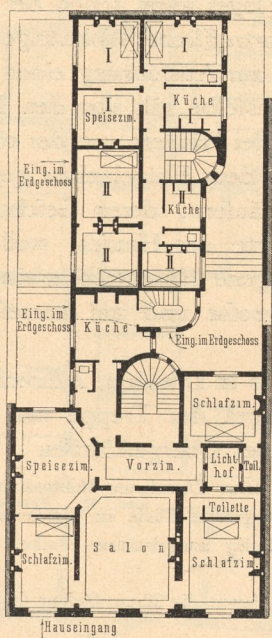 I
I
Küche
I
I
Speisezim.
Eing. im
Erdgeschoss
II
II
Küche
II
II
Eing. im
Erdgeschoss
Küche
Eing. im Erdgeschoss
Schlafzim.
Speisezim.
Vorzim.
Licht-
hof
Toil.
Toilette
Schlafzim.
Salon
Schlafzim.
Hauseingang